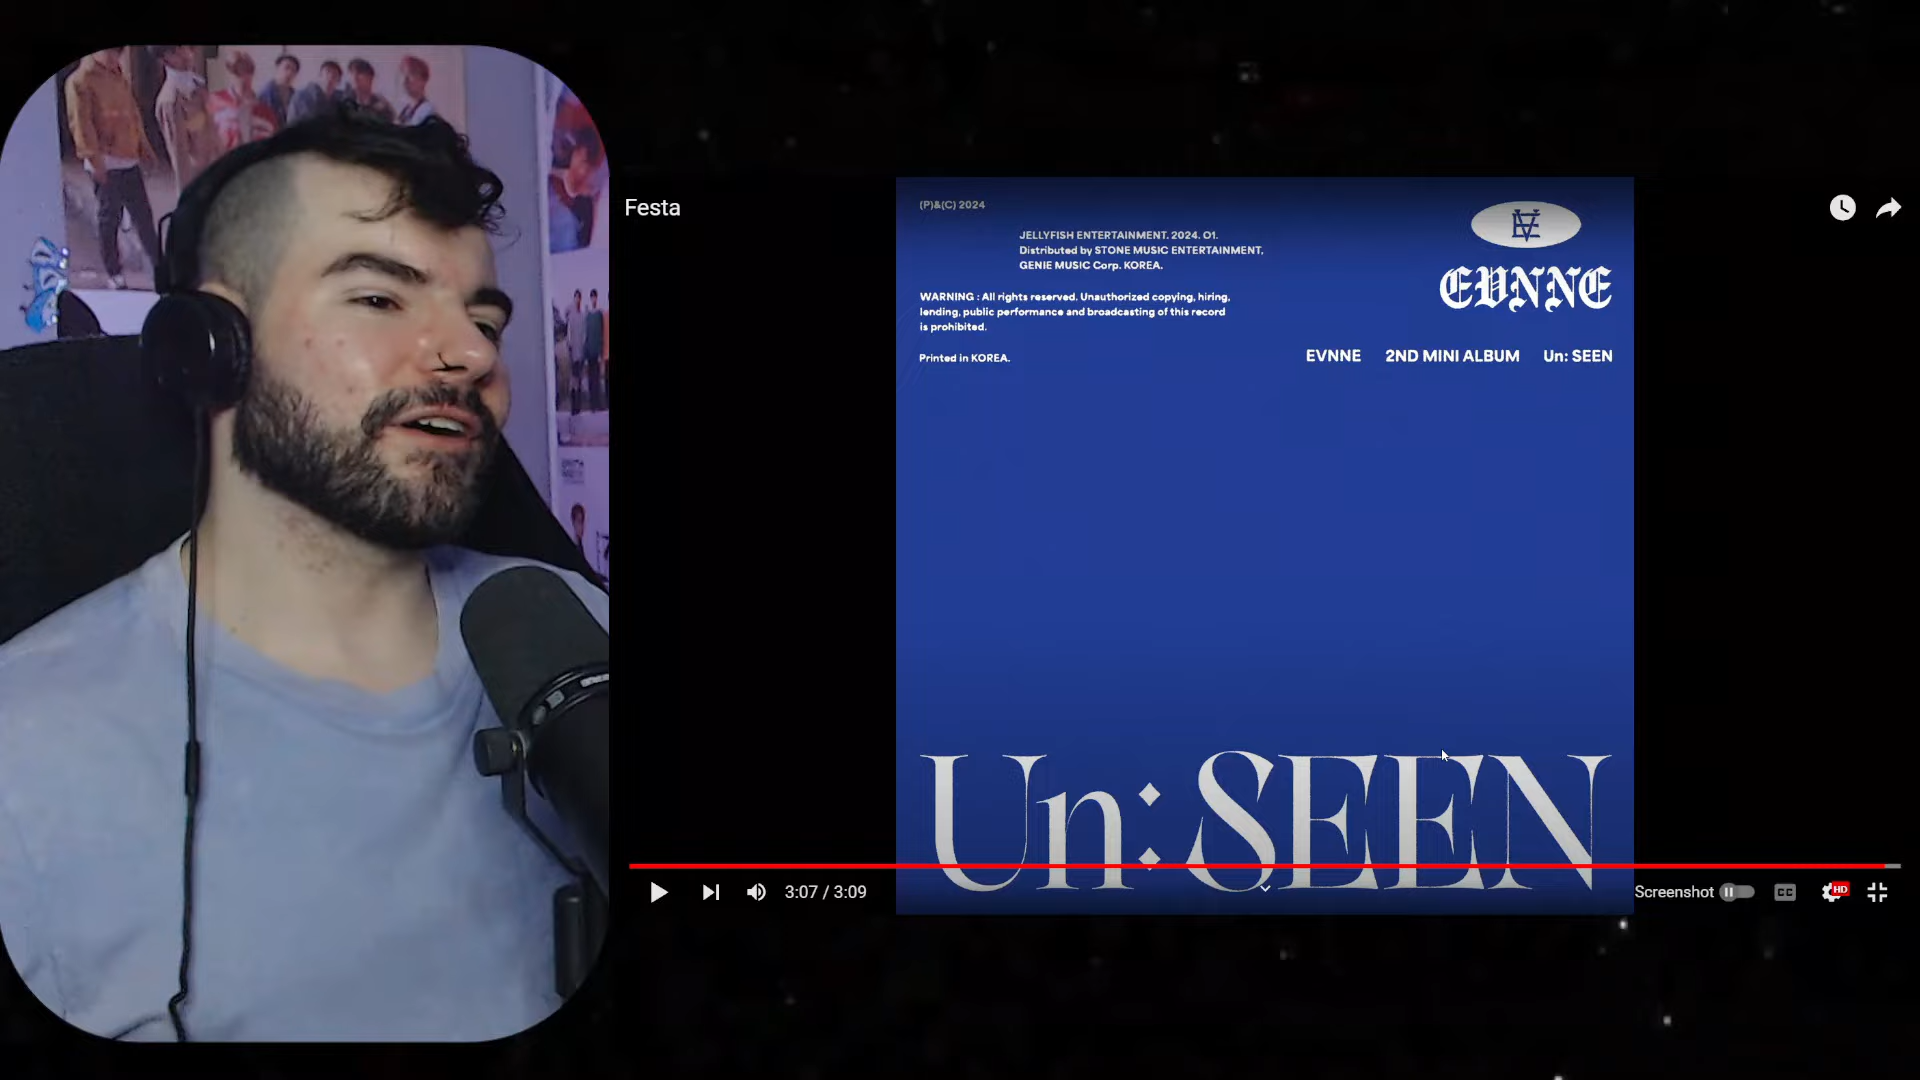 Festa
(P)&(C) 2024
JELLYFISH ENTERTAINMENT. 2024. 01.
Distributed by STONE MUSIC ENTERTAINMENT,
GENIE MUSIC Corp. KOREA.
WARNING : All rights reserved. Unauthorized copying, hiring,
lending, public performance and broadcasting of this record
is prohibited.
Printed in KOREA.
EVNNE
EVNNE 2ND MINI ALBUM Un: SEEN
Un: SEEN
3:07 / 3:09
Screenshot
CC
HD